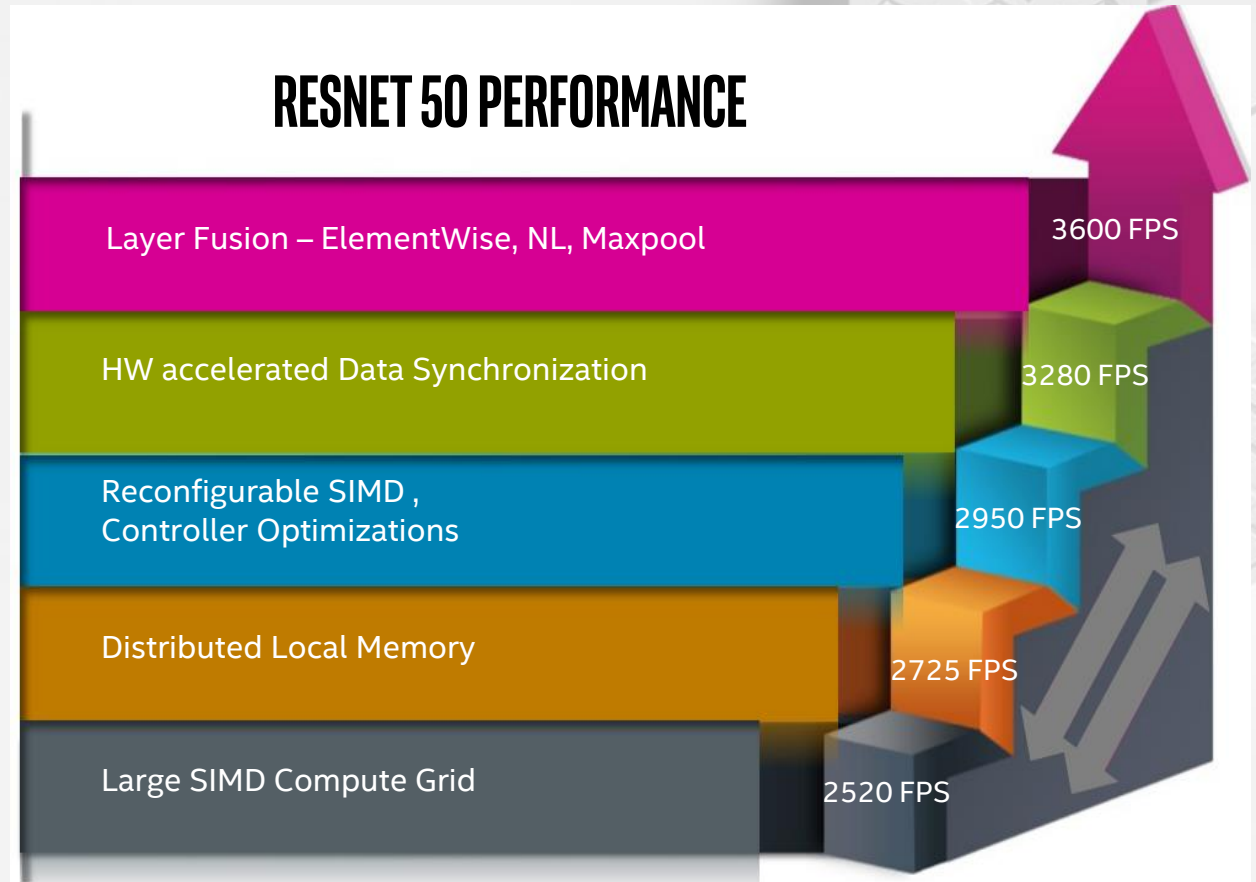 RESNET 50 PERFORMANCE
Layer Fusion – ElementWise, NL, Maxpool
3600 FPS
HW accelerated Data Synchronization
3280 FPS
Reconfigurable SIMD ,
Controller Optimizations
2950 FPS
Distributed Local Memory
2725 FPS
Large SIMD Compute Grid
2520 FPS